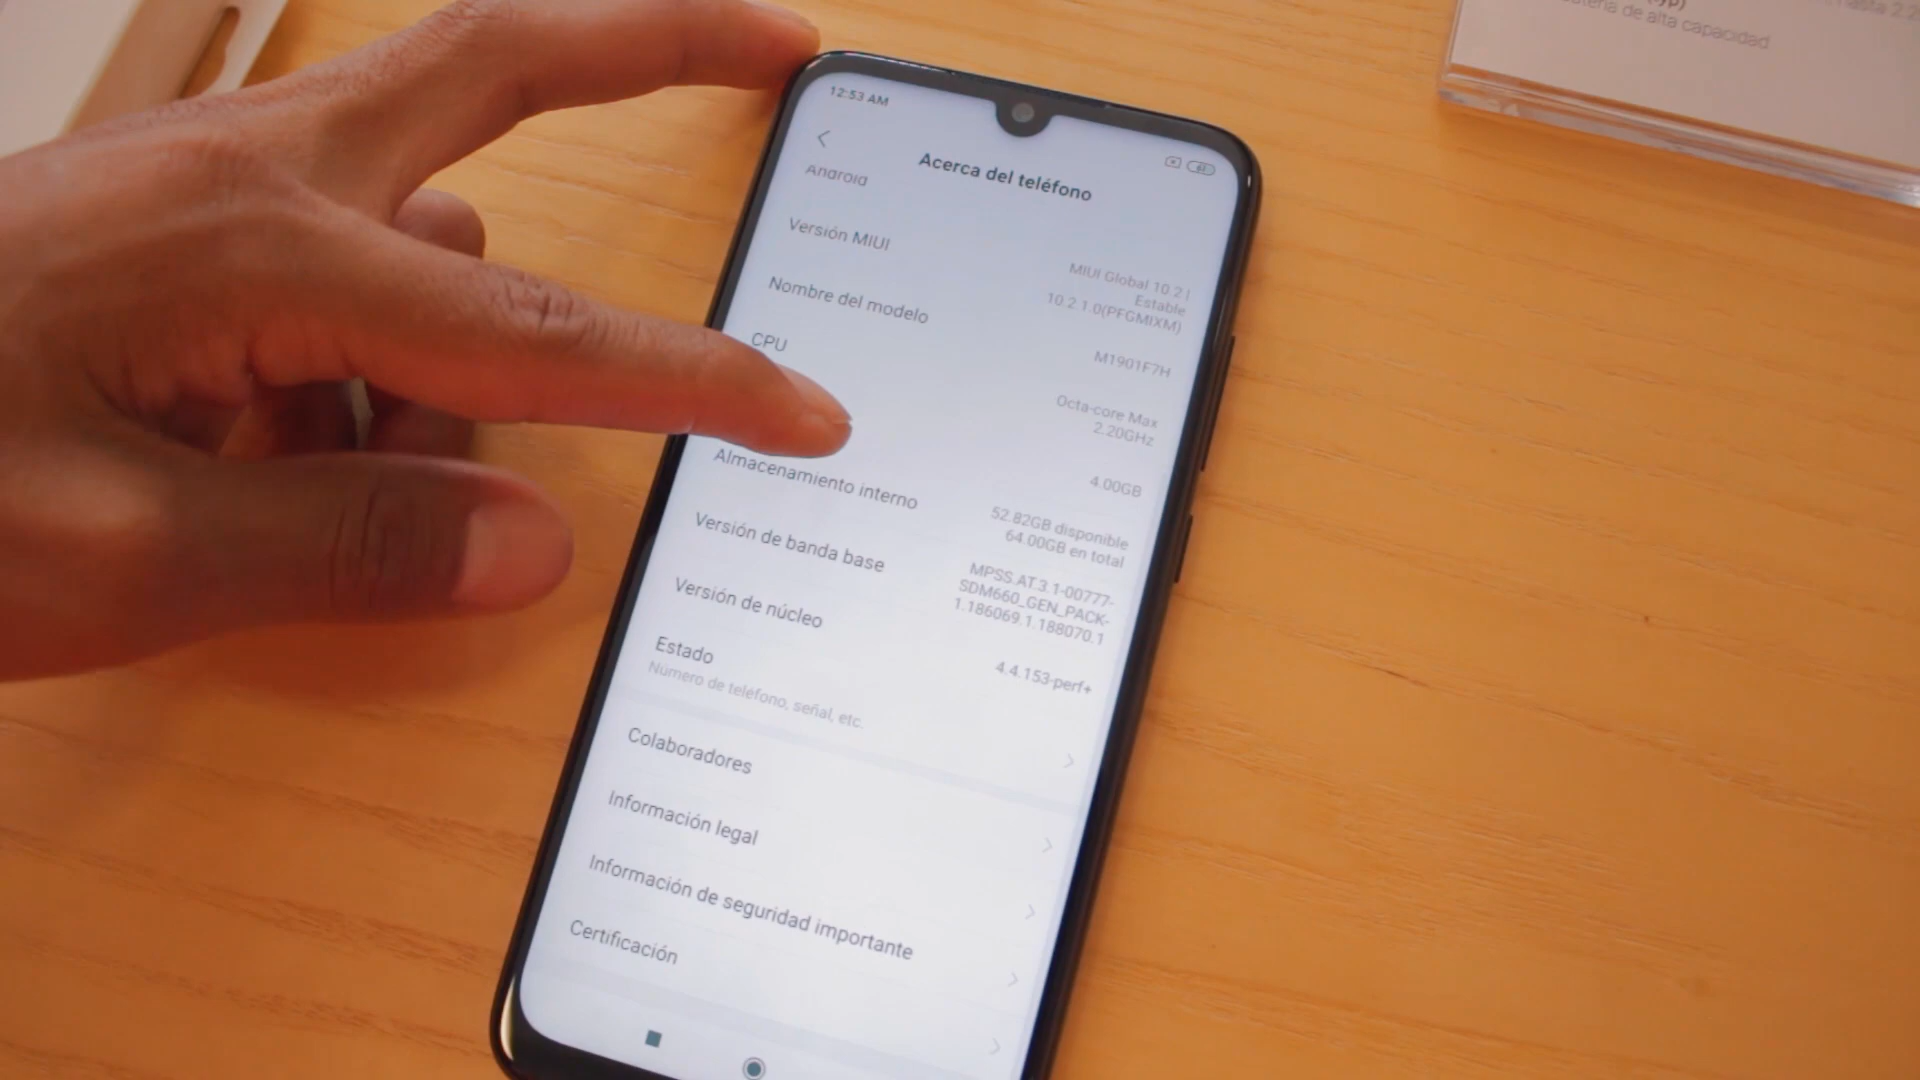 batería de alta capacidad
12:53 AM
Acerca del teléfono
Android
Versión MIUI
MIUI Global 10.2 |
Estable
10.2.1.0(PFGMIXM)
Nombre del modelo
M1901F7H
CPU
Octa-core Max
2.20GHz
4.00GB
Almacenamiento interno
52.82GB disponible
64.00GB en total
Versión de banda base
MPSS.AT.3.1-00777-
SDM660_GEN_PACK-
1.186069.1.188070.1
Versión de núcleo
4.4.153-perf+
Estado
Número de teléfono, señal, etc.
Colaboradores
Información legal
Información de seguridad importante
Certificación